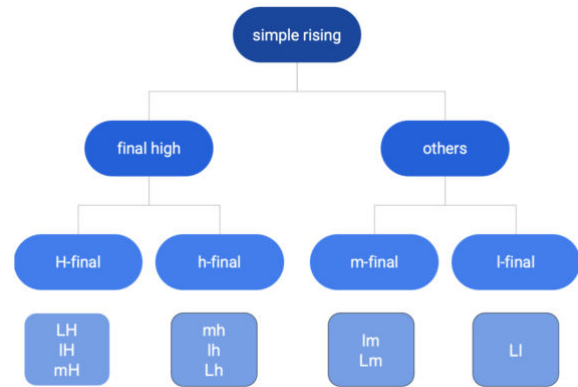 simple rising
final high
others
H-final
h-final
m-final
l-final
LH
lH
mH
mh
lh
Lh
lm
Lm
Ll